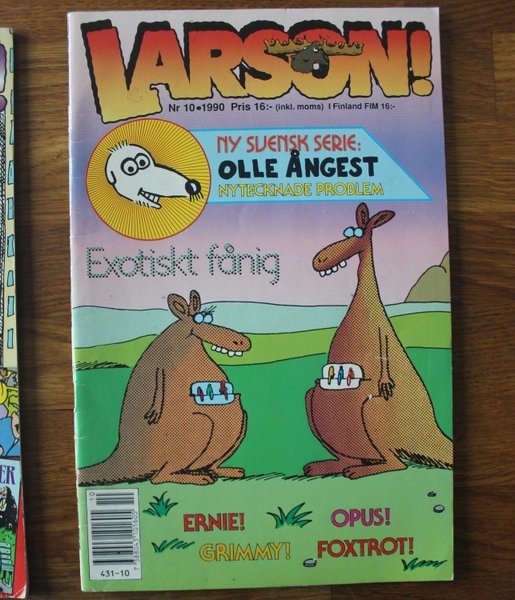 LARSON!
Nr 10•1990 Pris 16:- (inkl. moms) I Finland FIM 16:-
NY SVENSK SERIE:
OLLE ÅNGEST
NYTECKNADE PROBLEM
Exotiskt fånig
ERNIE!
OPUS!
GRIMMY!
FOXTROT!
10
431-10